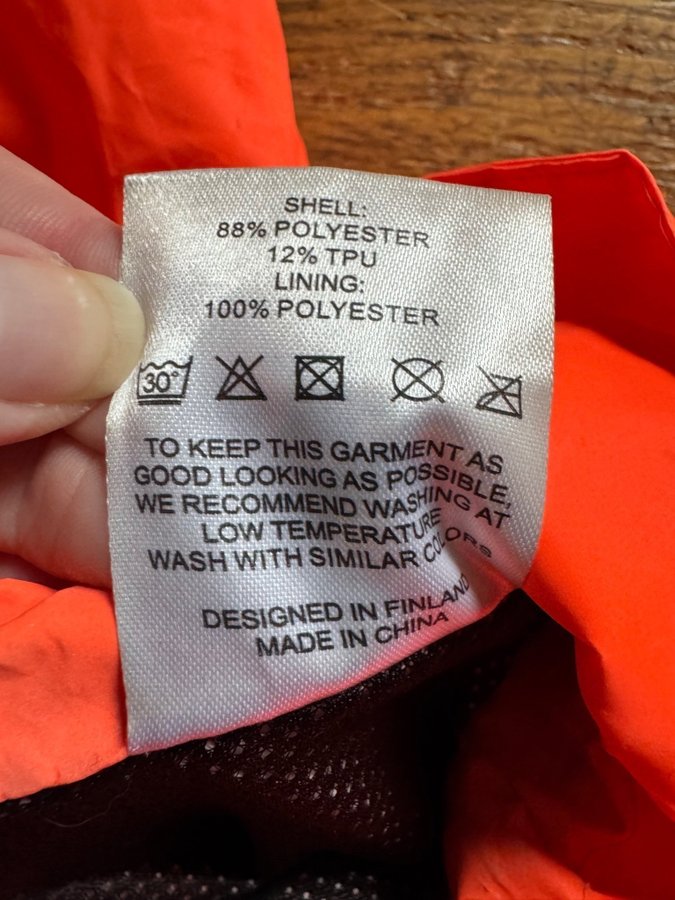 SHELL:
88% POLYESTER
12% TPU
LINING:
100% POLYESTER
30°
TO KEEP THIS GARMENT AS
GOOD LOOKING AS POSSIBLE,
WE RECOMMEND WASHING AT
LOW TEMPERATURE
WASH WITH SIMILAR COLORS
DESIGNED IN FINLAND
MADE IN CHINA